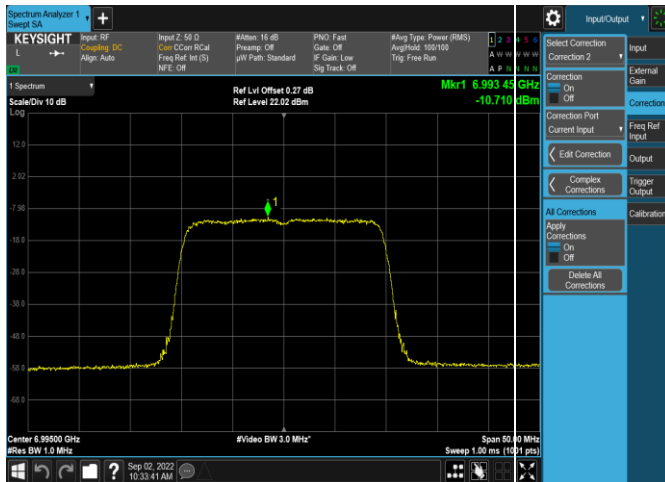 Spectrum Analyzer 1
Swept SA
Input/Output
KEYSIGHT
L
LXI
Input: RF
Coupling: DC
Align: Auto
Input Z: 50 Ω
Corr CCorr RCal
Freq Ref: Int (S)
NFE: Off
#Atten: 16 dB
Preamp: Off
µW Path: Standard
PNO: Fast
Gate: Off
IF Gain: Low
Sig Track: Off
#Avg Type: Power (RMS)
Avg|Hold: 100/100
Trig: Free Run
1 2 3 4 5 6
A W W W W W
A P N N N N
1 Spectrum
Scale/Div 10 dB
Log
Ref Lvl Offset 0.27 dB
Ref Level 22.02 dBm
Mkr1 6.993 45 GHz
-10.710 dBm
12.0
2.02
-7.98
-18.0
-28.0
-38.0
-48.0
-58.0
-68.0
1
Center 6.99500 GHz
#Res BW 1.0 MHz
#Video BW 3.0 MHz*
Span 50.00 MHz
Sweep 1.00 ms (1001 pts)
Sep 02, 2022
10:33:41 AM
Select Correction
Correction 2
Correction
On
Off
Correction Port
Current Input
Edit Correction
Complex
Corrections
All Corrections
Apply
Corrections
On
Off
Delete All
Corrections
Input
External
Gain
Correction
Freq Ref
Input
Output
Trigger
Output
Calibration